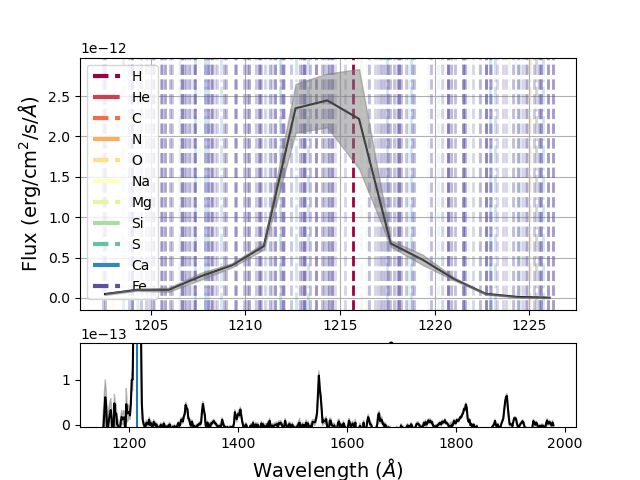 1e−12
Flux (erg/cm²/s/Å)
2.5
2.0
1.5
1.0
0.5
0.0
H
He
C
N
O
Na
Mg
Si
S
Ca
Fe
1205 1210 1215 1220 1225
1e−13
1
0
1200 1400 1600 1800 2000
Wavelength (Å)